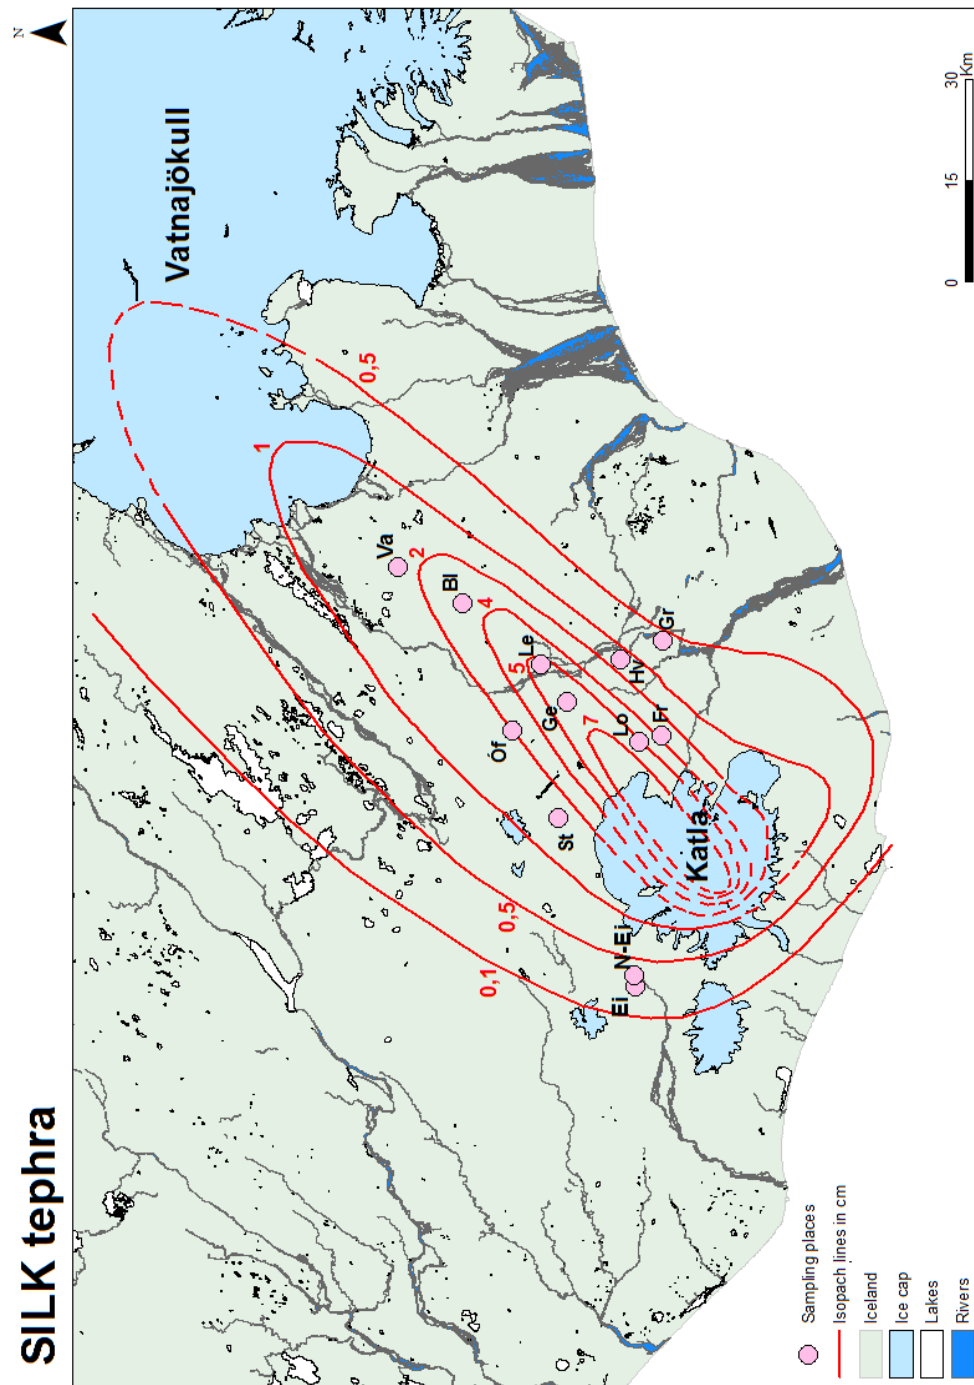 SILK tephra
N
Vatnajökull
0,5
1
Va
2
Bl
4
Le
5
Of
Ge
Hv
Gr
7
Lo
Fr
St
Katla
0,5
0,1
N-Ei
Ei
Sampling places
Isopach lines in cm
Iceland
Ice cap
Lakes
Rivers
0 15 30
Km